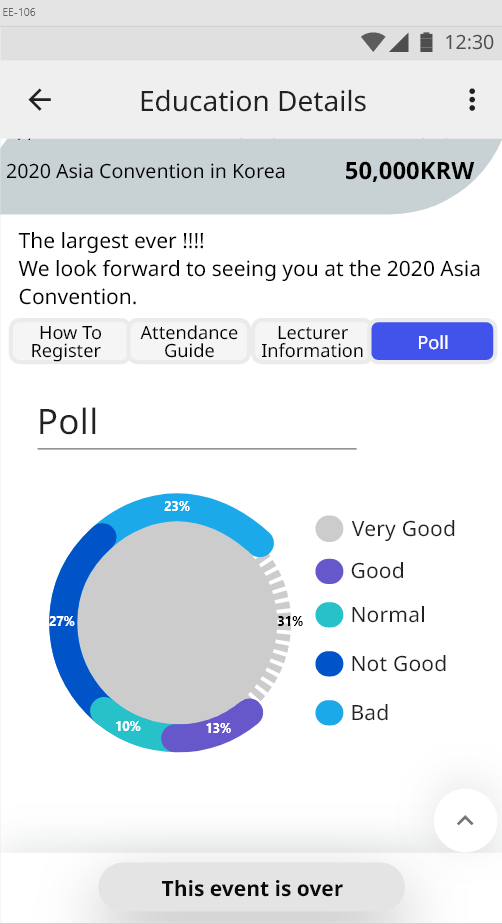 EE-106
12:30
Education Details
2020 Asia Convention in Korea
50,000KRW
The largest ever !!!!
We look forward to seeing you at the 2020 Asia
Convention.
How To
Register
Attendance
Guide
Lecturer
Information
Poll
Poll
23%
31%
27%
10%
13%
Very Good
Good
Normal
Not Good
Bad
This event is over